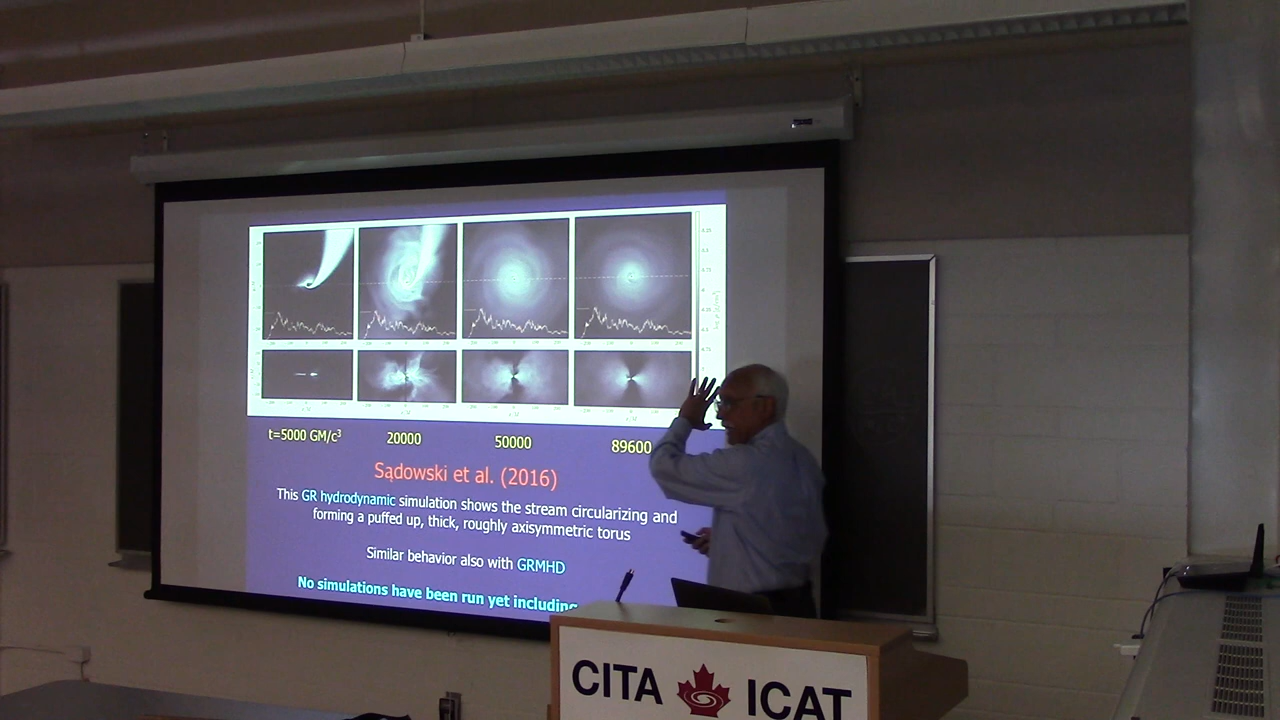 t=5000 GM/c³ 20000 50000 89600
Sądowski et al. (2016)
This GR hydrodynamic simulation shows the stream circularizing and
forming a puffed up, thick, roughly axisymmetric torus
Similar behavior also with GRMHD
No simulations have been run yet including
CITA ICAT